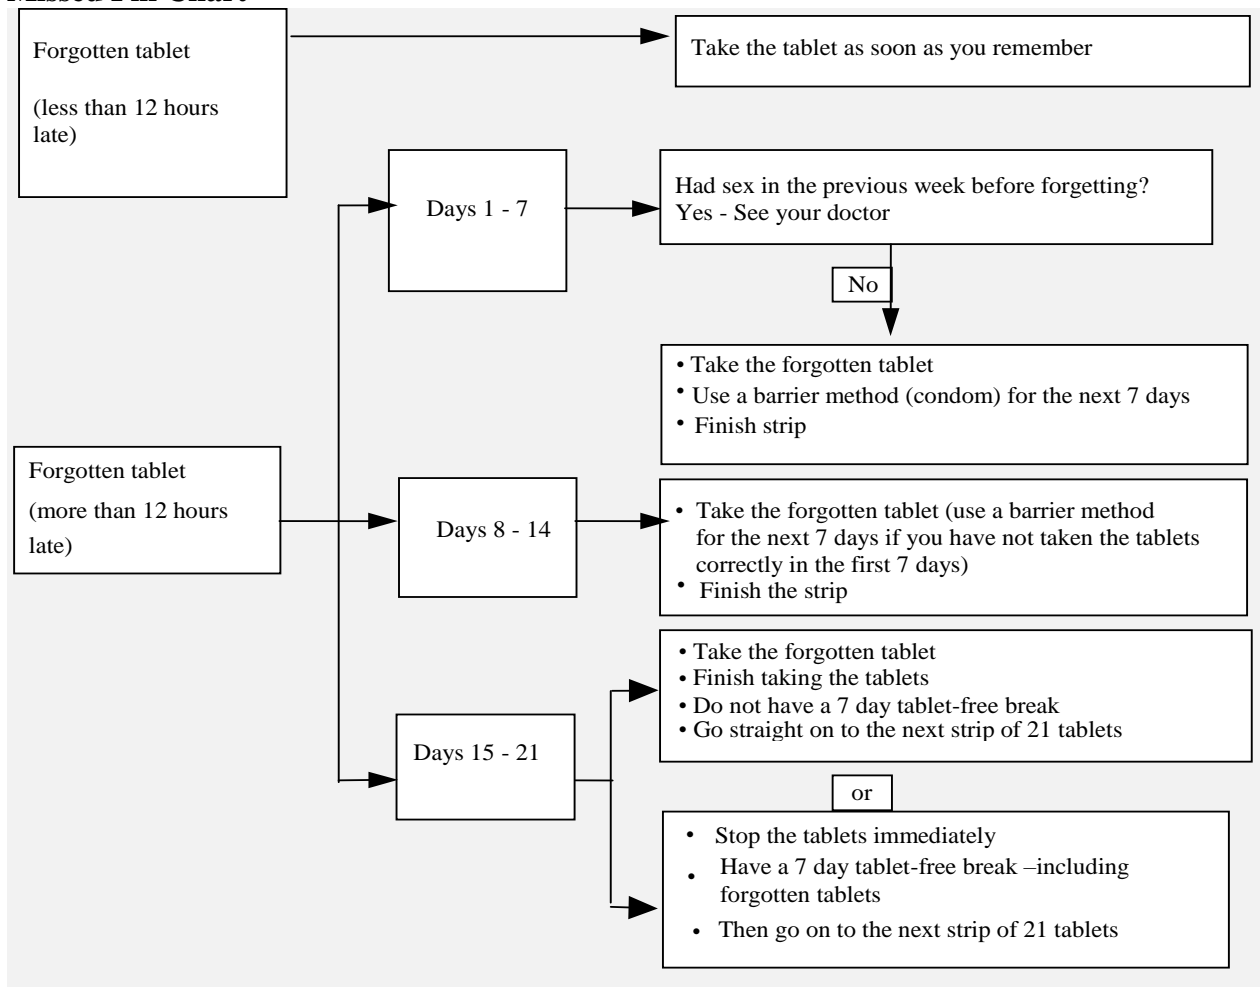 Missed Pill Chart
Forgotten tablet
(less than 12 hours
late)
Take the tablet as soon as you remember
Days 1 - 7
Had sex in the previous week before forgetting?
Yes - See your doctor
No
• Take the forgotten tablet
• Use a barrier method (condom) for the next 7 days
• Finish strip
Forgotten tablet
(more than 12 hours
late)
Days 8 - 14
• Take the forgotten tablet (use a barrier method
for the next 7 days if you have not taken the tablets
correctly in the first 7 days)
• Finish the strip
Days 15 - 21
• Take the forgotten tablet
• Finish taking the tablets
• Do not have a 7 day tablet-free break
• Go straight on to the next strip of 21 tablets
or
• Stop the tablets immediately
• Have a 7 day tablet-free break –including
forgotten tablets
• Then go on to the next strip of 21 tablets